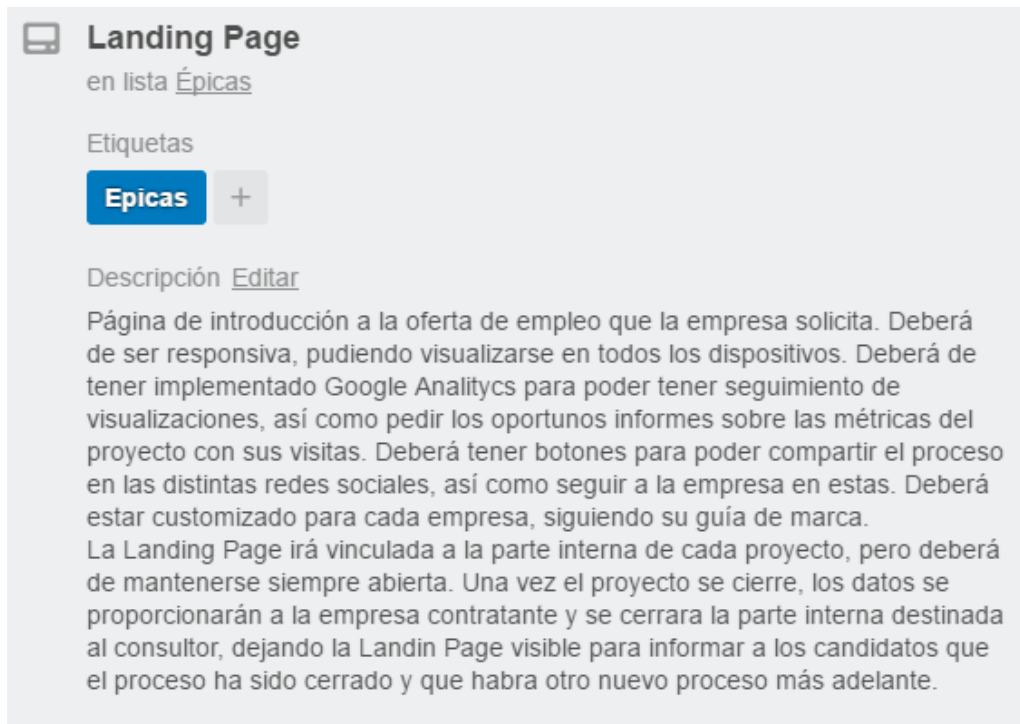 Landing Page
en lista Épicas
Etiquetas
Epicas +
Descripción Editar
Página de introducción a la oferta de empleo que la empresa solicita. Deberá
de ser responsiva, pudiendo visualizarse en todos los dispositivos. Deberá de
tener implementado Google Analitycs para poder tener seguimiento de
visualizaciones, así como pedir los oportunos informes sobre las métricas del
proyecto con sus visitas. Deberá tener botones para poder compartir el proceso
en las distintas redes sociales, así como seguir a la empresa en estas. Deberá
estar customizado para cada empresa, siguiendo su guía de marca.
La Landing Page irá vinculada a la parte interna de cada proyecto, pero deberá
de mantenerse siempre abierta. Una vez el proyecto se cierre, los datos se
proporcionarán a la empresa contratante y se cerrara la parte interna destinada
al consultor, dejando la Landin Page visible para informar a los candidatos que
el proceso ha sido cerrado y que habra otro nuevo proceso más adelante.